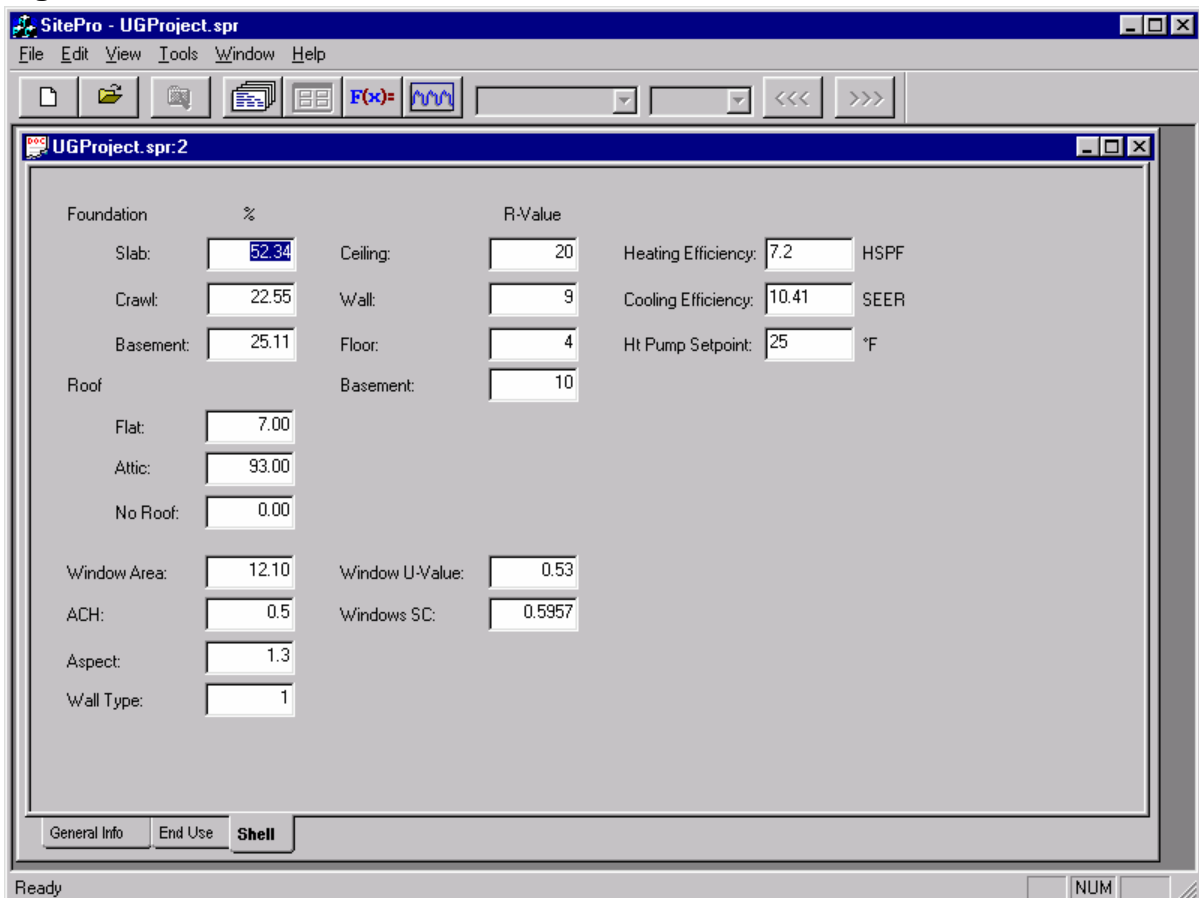 SitePro - UGProject.spr
File Edit View Tools Window Help
F(x)= <<< >>>
DOC UGProject.spr:2
Foundation % R-Value
Slab: 52.34 Ceiling: 20 Heating Efficiency: 7.2 HSPF
Crawl: 22.55 Wall: 9 Cooling Efficiency: 10.41 SEER
Basement: 25.11 Floor: 4 Ht Pump Setpoint: 25 °F
Roof Basement: 10
Flat: 7.00
Attic: 93.00
No Roof: 0.00
Window Area: 12.10 Window U-Value: 0.53
ACH: 0.5 Windows SC: 0.5957
Aspect: 1.3
Wall Type: 1
General Info End Use Shell
Ready NUM